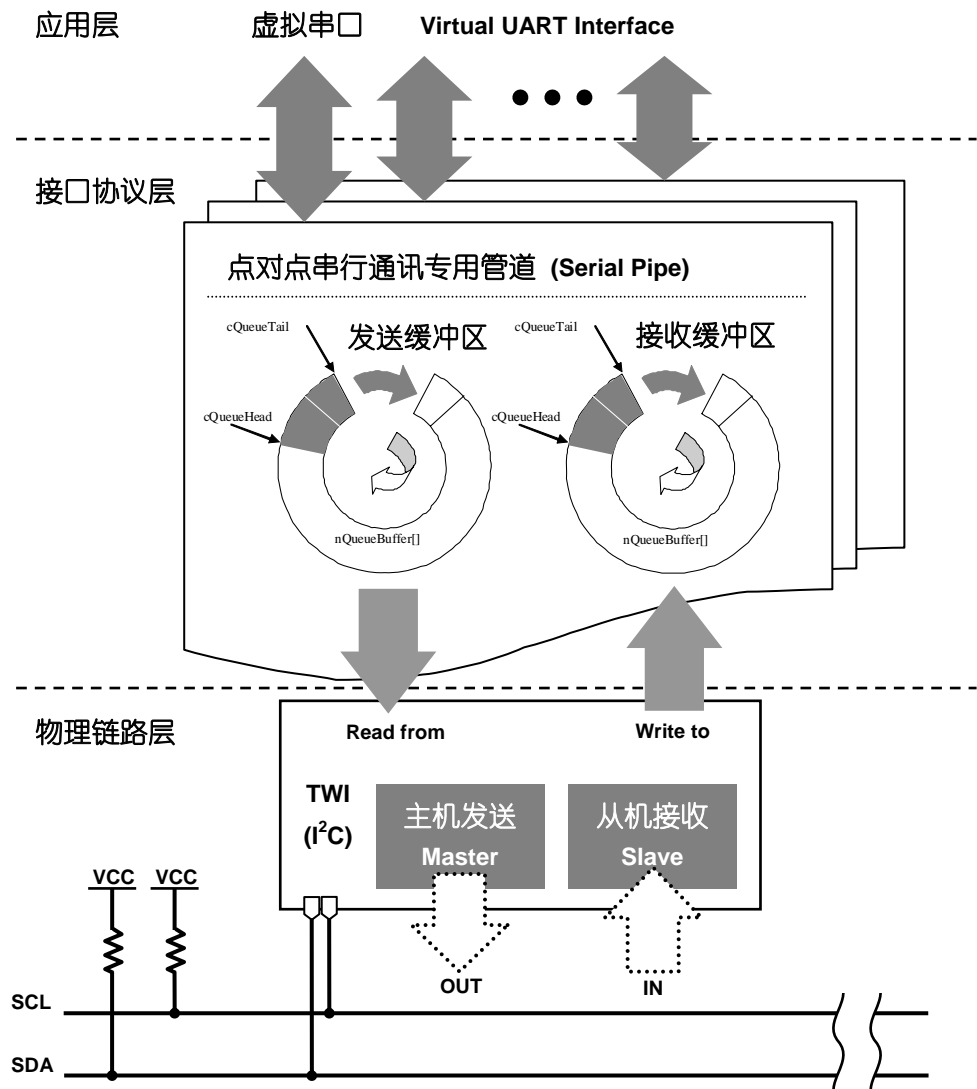 应用层 虚拟串口 Virtual UART Interface
接口协议层
点对点串行通讯专用管道 (Serial Pipe)
cQueueTail 发送缓冲区 cQueueTail 接收缓冲区
cQueueHead cQueueHead
nQueueBuffer[] nQueueBuffer[]
物理链路层 Read from Write to
TWI 主机发送 从机接收
(I²C) Master Slave
VCC VCC
OUT IN
SCL
SDA